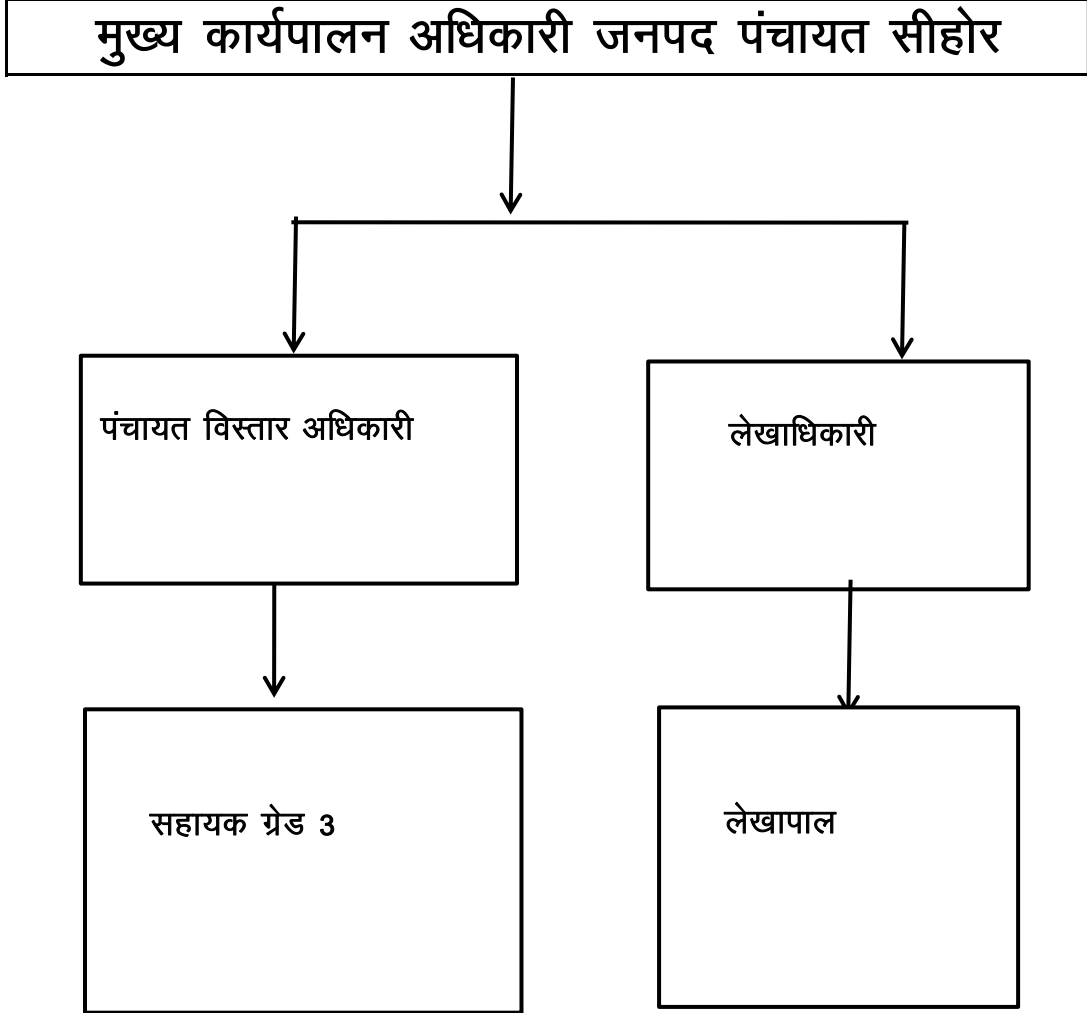 मुख्य कार्यपालन अधिकारी जनपद पंचायत सीहोर
पंचायत विस्तार अधिकारी
लेखाधिकारी
सहायक ग्रेड 3
लेखापाल